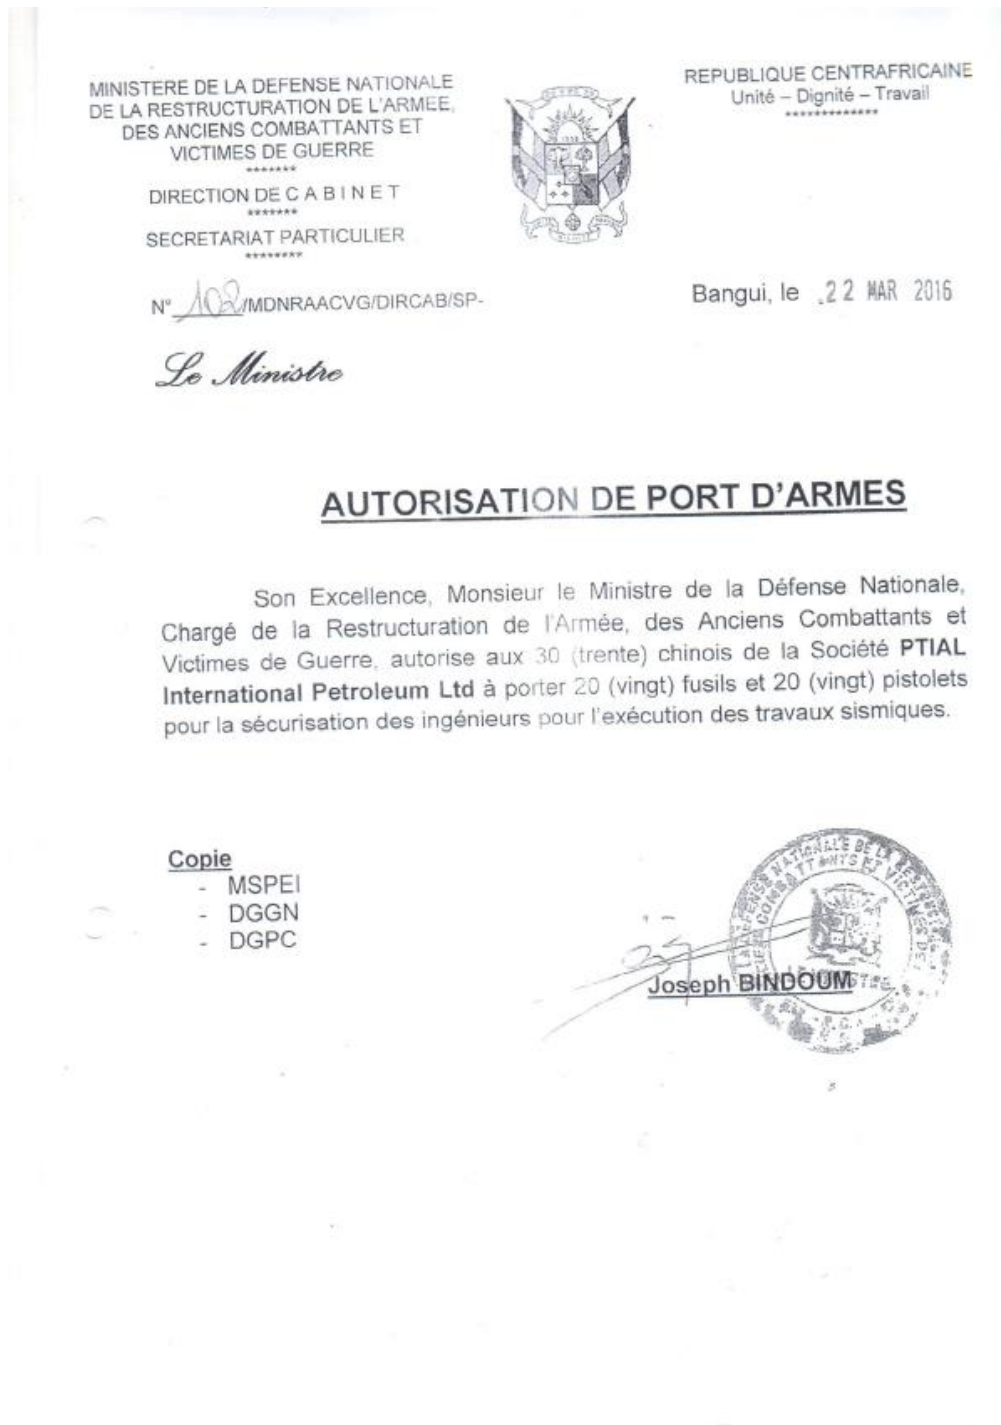 MINISTERE DE LA DEFENSE NATIONALE
DE LA RESTRUCTURATION DE L'ARMEE,
DES ANCIENS COMBATTANTS ET
VICTIMES DE GUERRE
*******
DIRECTION DE C A B I N E T
*******
SECRETARIAT PARTICULIER
********
N° 102/MDNRAACVG/DIRCAB/SP-
REPUBLIQUE CENTRAFRICAINE
Unité – Dignité – Travail
*************
Bangui, le 22 MAR 2016
Le Ministre
AUTORISATION DE PORT D'ARMES
Son Excellence, Monsieur le Ministre de la Défense Nationale,
Chargé de la Restructuration de l'Armée, des Anciens Combattants et
Victimes de Guerre, autorise aux 30 (trente) chinois de la Société PTIAL
International Petroleum Ltd à porter 20 (vingt) fusils et 20 (vingt) pistolets
pour la sécurisation des ingénieurs pour l'exécution des travaux sismiques.
Copie
- MSPEI
- DGGN
- DGPC
Joseph BINDOUM